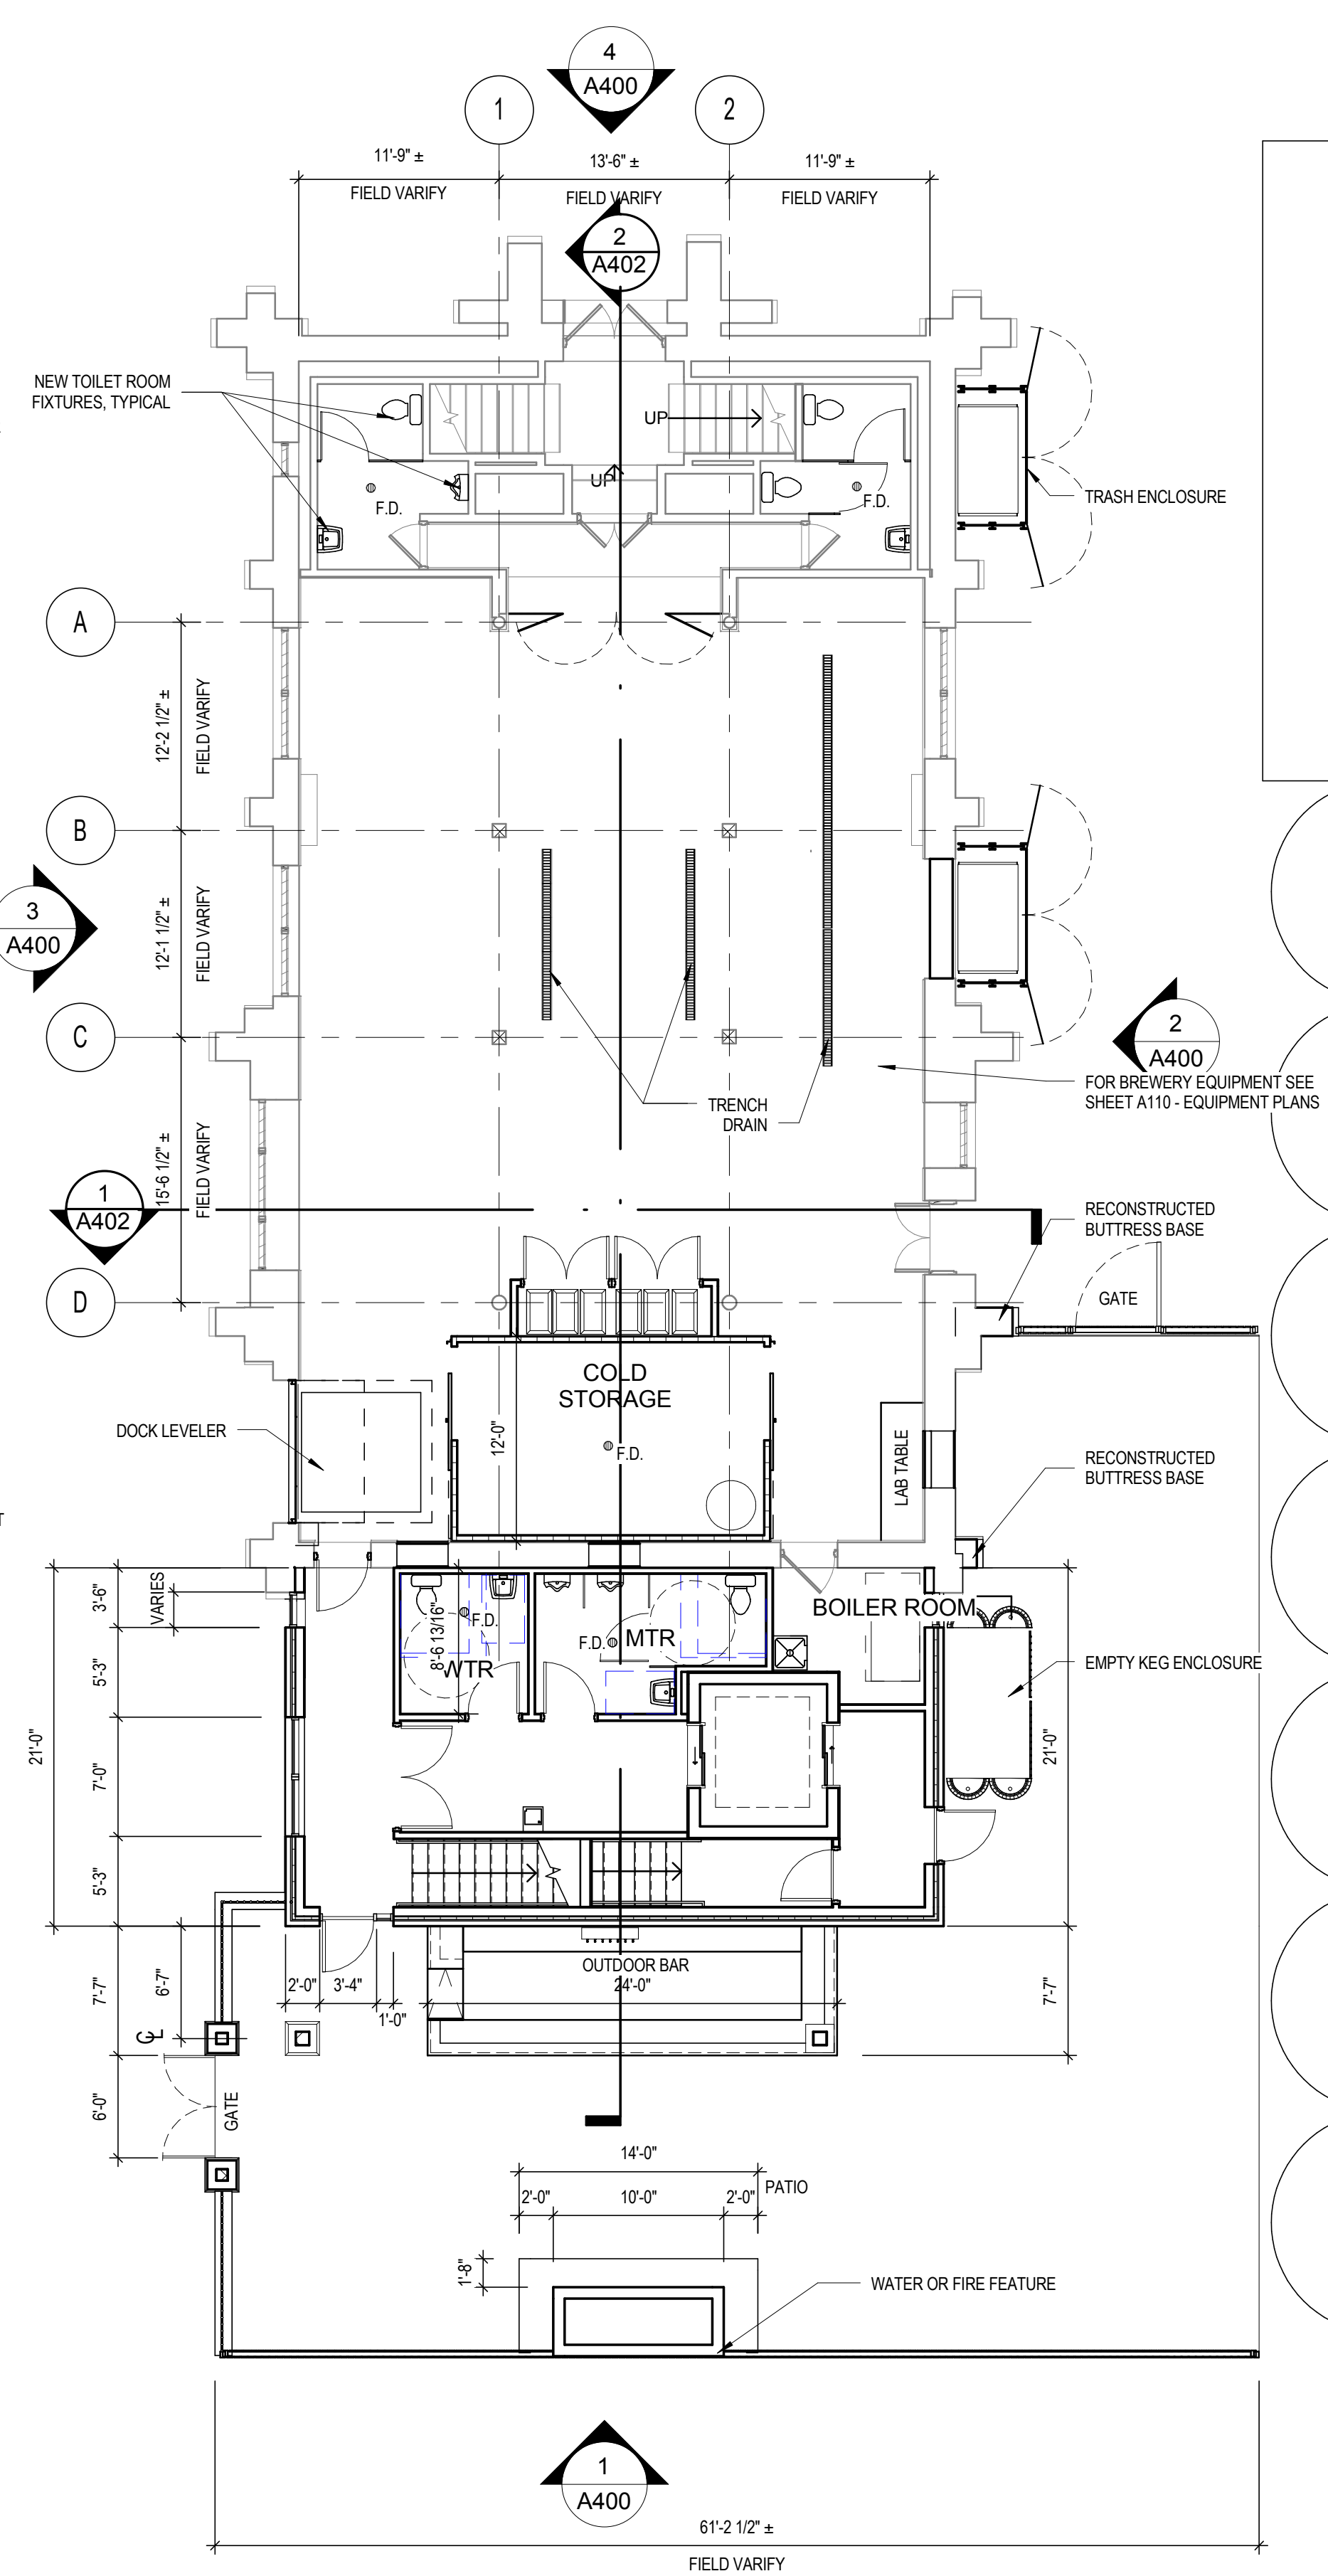 4
A400
1
2
11'-9" ±
13'-6" ±
11'-9" ±
FIELD VARIFY
FIELD VARIFY
FIELD VARIFY
2
A402
NEW TOILET ROOM
FIXTURES, TYPICAL
UP
UP
F.D.
F.D.
TRASH ENCLOSURE
A
12'-2 1/2" ±
FIELD VARIFY
B
12'-1 1/2" ±
FIELD VARIFY
3
A400
C
2
A400
FOR BREWERY EQUIPMENT SEE
SHEET A110 - EQUIPMENT PLANS
TRENCH
DRAIN
15'-6 1/2" ±
FIELD VARIFY
1
A402
RECONSTRUCTED
BUTTRESS BASE
D
GATE
COLD
STORAGE
12'-0"
F.D.
DOCK LEVELER
LAB TABLE
RECONSTRUCTED
BUTTRESS BASE
T
3'-6"
VARIES
8'-6 13/16"
F.D.
WTR
F.D.
MTR
BOILER ROOM
EMPTY KEG ENCLOSURE
5'-3"
21'-0"
7'-0"
21'-0"
5'-3"
OUTDOOR BAR
24'-0"
2'-0"
3'-4"
1'-0"
7'-7"
6'-7"
7'-7"
CL
6'-0"
GATE
14'-0"
PATIO
2'-0"
10'-0"
2'-0"
1'-8"
WATER OR FIRE FEATURE
1
A400
61'-2 1/2" ±
FIELD VARIFY